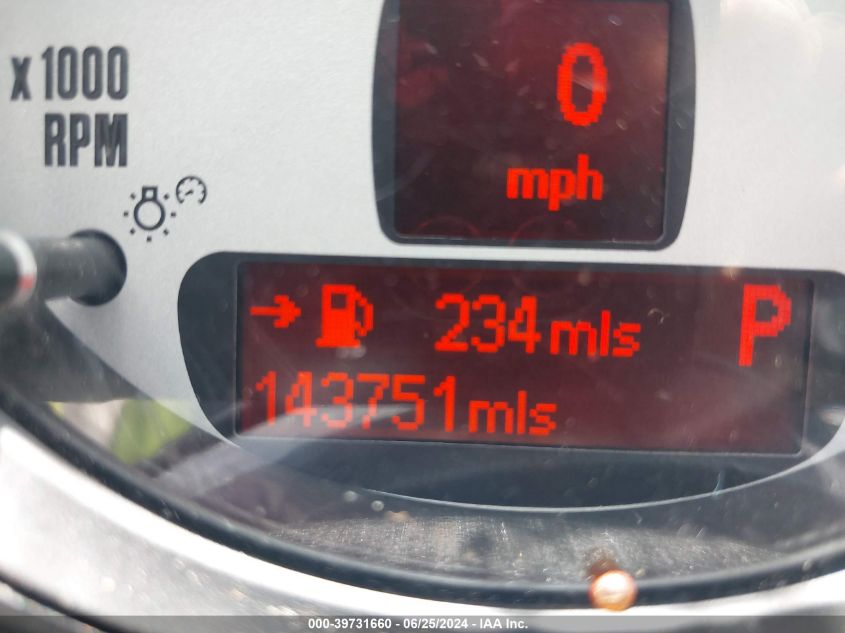 x 1000
RPM
0
mph
234 mls P
143751 mls
000-39731660 - 06/25/2024 - IAA Inc.